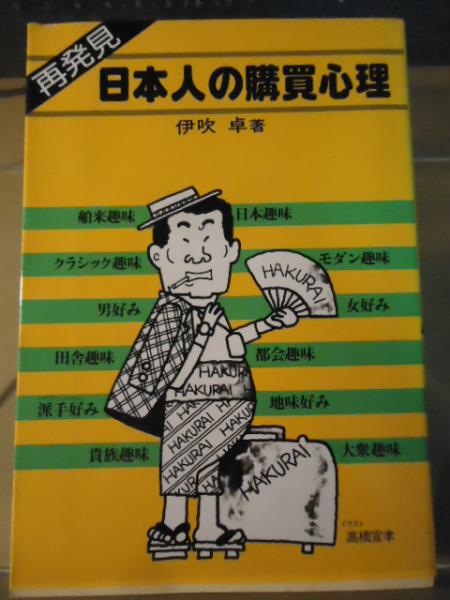 再発見
日本人の購買心理
伊吹 卓著
舶来趣味 日本趣味
クラシック趣味 モダン趣味
HAKURAI
男好み 女好み
田舎趣味 都会趣味
HAKURAI
HAKURAI
派手好み 地味好み
HAKURAI
HAKURAI
HAKURAI
貴族趣味 大衆趣味
HAKURAI
イラスト
高橋宣孝